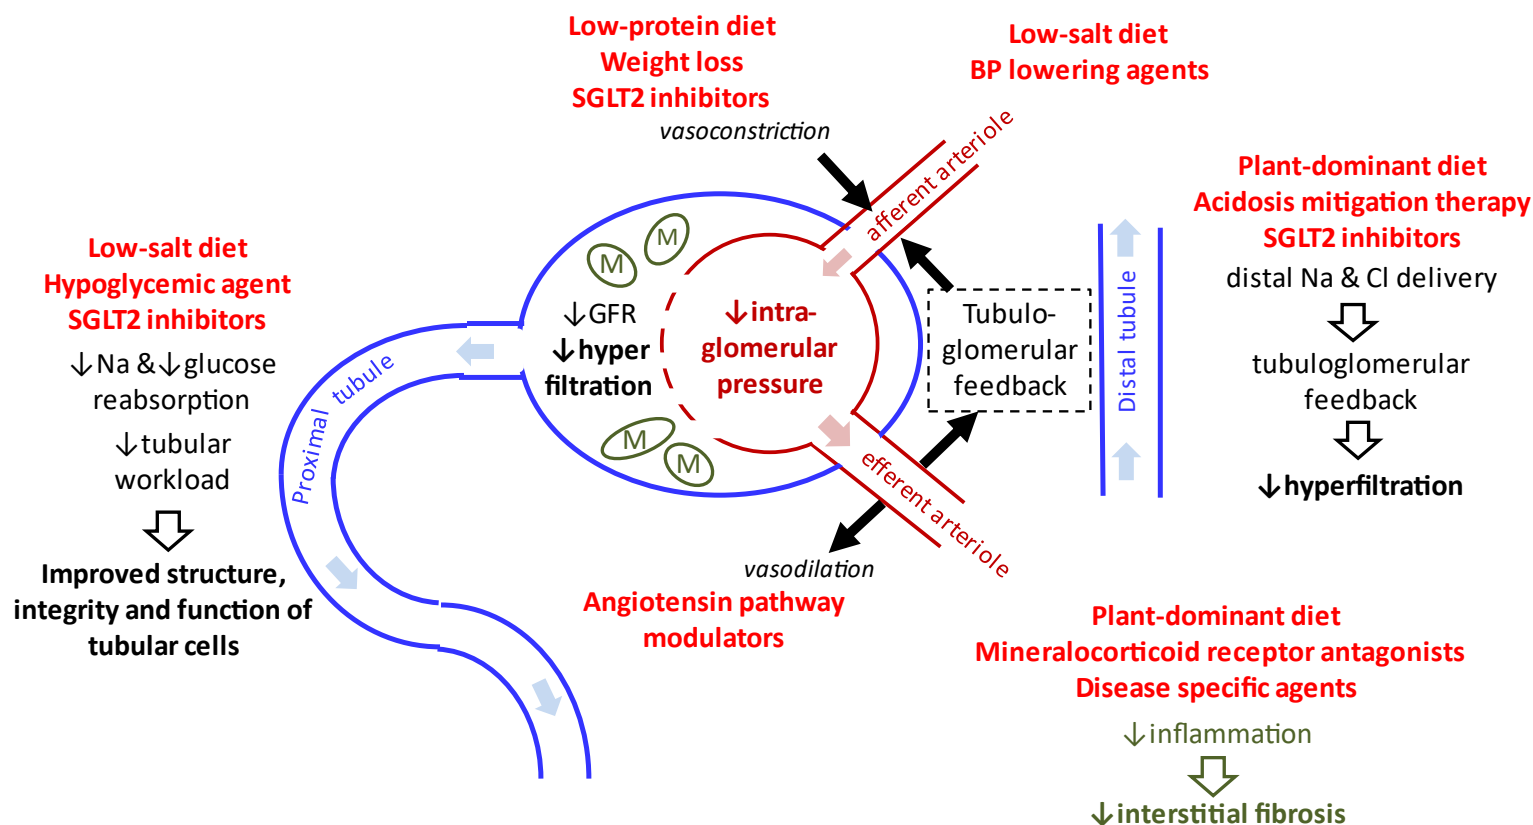 Low-protein diet
Weight loss
SGLT2 inhibitors
vasoconstriction
Low-salt diet
BP lowering agents
afferent arteriole
Plant-dominant diet
Acidosis mitigation therapy
SGLT2 inhibitors
distal Na & Cl delivery
tubuloglomerular
feedback
↓hyperfiltration
Low-salt diet
Hypoglycemic agent
SGLT2 inhibitors
↓Na &↓glucose
reabsorption
↓tubular
workload
Improved structure,
integrity and function of
tubular cells
Proximal tubule
M
M
↓GFR
↓hyper
filtration
M
M
↓intra-
glomerular
pressure
Tubulo-
glomerular
feedback
Distal tubule
efferent arteriole
vasodilation
Angiotensin pathway
modulators
Plant-dominant diet
Mineralocorticoid receptor antagonists
Disease specific agents
↓inflammation
↓interstitial fibrosis